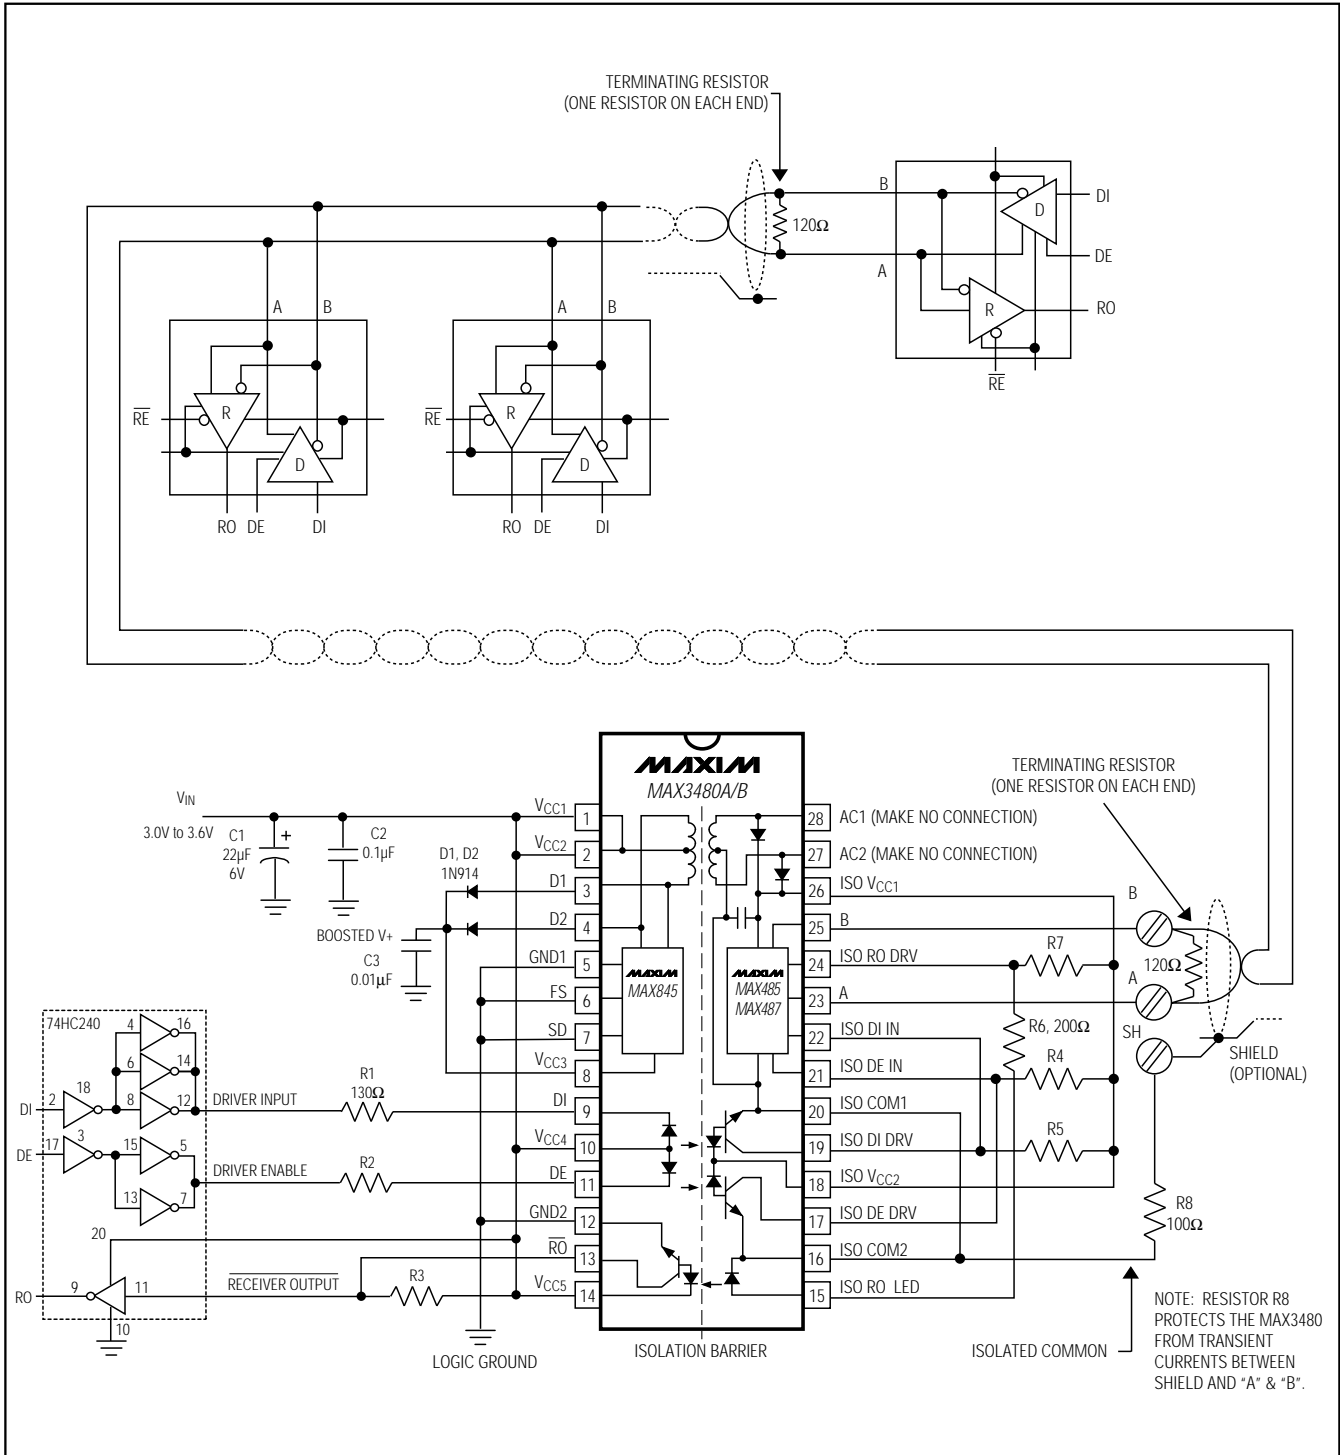 TERMINATING RESISTOR
(ONE RESISTOR ON EACH END)
B
120Ω
A
D
DI
DE
R
RO
RE
A
B
A
B
RE
R
D
RE
R
D
RO DE
DI
RO DE
DI
MAXIM
MAX3480A/B
TERMINATING RESISTOR
(ONE RESISTOR ON EACH END)
VIN
3.0V to 3.6V
C1
22µF
6V
+
C2
0.1µF
D1, D2
1N914
BOOSTED V+
C3
0.01µF
VCC1
1
VCC2
2
D1
3
D2
4
GND1
5
FS
6
SD
7
VCC3
8
DI
9
VCC4
10
DE
11
GND2
12
RO
13
VCC5
14
MAXIM
MAX845
MAXIM
MAX485
MAX487
28
AC1 (MAKE NO CONNECTION)
27
AC2 (MAKE NO CONNECTION)
26
ISO VCC1
25
B
24
ISO RO DRV
23
A
22
ISO DI IN
21
ISO DE IN
20
ISO COM1
19
ISO DI DRV
18
ISO VCC2
17
ISO DE DRV
16
ISO COM2
15
ISO RO LED
R7
R6, 200Ω
R4
R5
B
120Ω
A
SH
SHIELD
(OPTIONAL)
R8
100Ω
74HC240
4
16
6
14
18
8
12
DI
2
3
15
5
DE
17
13
7
20
RO
9
11
10
DRIVER INPUT
R1
130Ω
DRIVER ENABLE
R2
RECEIVER OUTPUT
R3
LOGIC GROUND
ISOLATION BARRIER
ISOLATED COMMON
NOTE: RESISTOR R8
PROTECTS THE MAX3480
FROM TRANSIENT
CURRENTS BETWEEN
SHIELD AND "A" & "B".